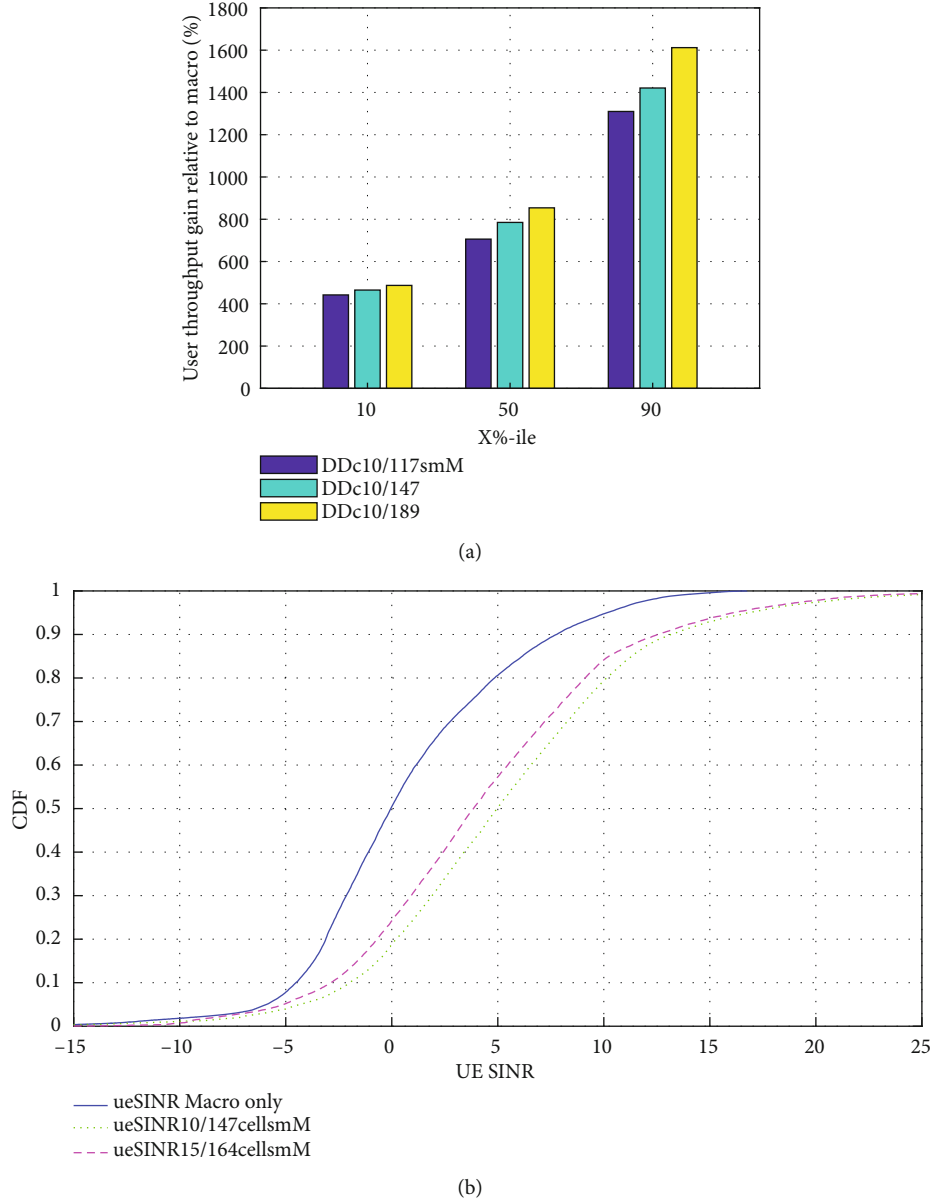 User throughput gain relative to macro (%)
1800
1600
1400
1200
1000
800
600
400
200
0
10 50 90
X%-ile
DDc10/117smM
DDc10/147
DDc10/189
(a)
CDF
1
0.9
0.8
0.7
0.6
0.5
0.4
0.3
0.2
0.1
0
–15 –10 –5 0 5 10 15 20 25
UE SINR
ueSINR Macro only
ueSINR10/147cellsmM
ueSINR15/164cellsmM
(b)